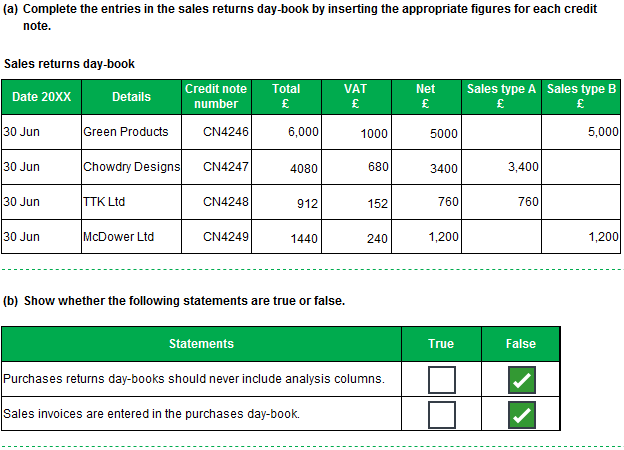 (a) Complete the entries in the sales returns day-book by inserting the appropriate figures for each credit
note.
Sales returns day-book
Date 20XX Details Credit note number Total £ VAT £ Net £ Sales type A £ Sales type B £
30 Jun Green Products CN4246 6,000 1000 5000 5,000
30 Jun Chowdry Designs CN4247 4080 680 3400 3,400
30 Jun TTK Ltd CN4248 912 152 760 760
30 Jun McDower Ltd CN4249 1440 240 1,200 1,200
(b) Show whether the following statements are true or false.
Statements True False
Purchases returns day-books should never include analysis columns.
Sales invoices are entered in the purchases day-book.